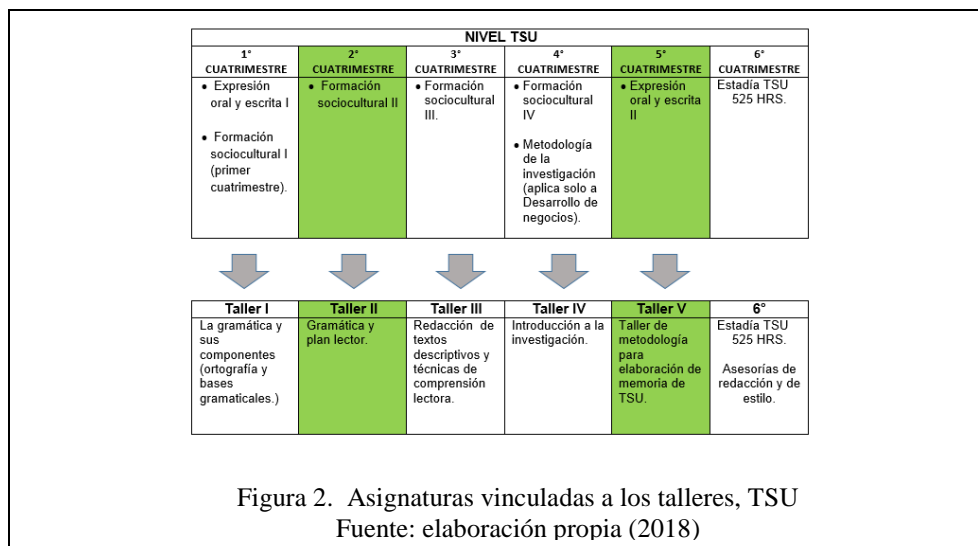 NIVEL TSU
1°
CUATRIMESTRE
2°
CUATRIMESTRE
3°
CUATRIMESTRE
4°
CUATRIMESTRE
5°
CUATRIMESTRE
6°
CUATRIMESTRE
• Expresión
oral y escrita I
• Formación
sociocultural I
(primer
cuatrimestre).
• Formación
sociocultural II
• Formación
sociocultural
III.
• Formación
sociocultural
IV
• Metodología
de la
investigación
(aplica solo a
Desarrollo de
negocios).
• Expresión
oral y escrita
II
Estadía TSU
525 HRS.
Taller I
Taller II
Taller III
Taller IV
Taller V
6°
La gramática y
sus
componentes
(ortografía y
bases
gramaticales.)
Gramática y
plan lector.
Redacción de
textos
descriptivos y
técnicas de
comprensión
lectora.
Introducción a la
investigación.
Taller de
metodología
para
elaboración de
memoria de
TSU.
Estadía TSU
525 HRS.
Asesorías de
redacción y de
estilo.
Figura 2. Asignaturas vinculadas a los talleres, TSU
Fuente: elaboración propia (2018)